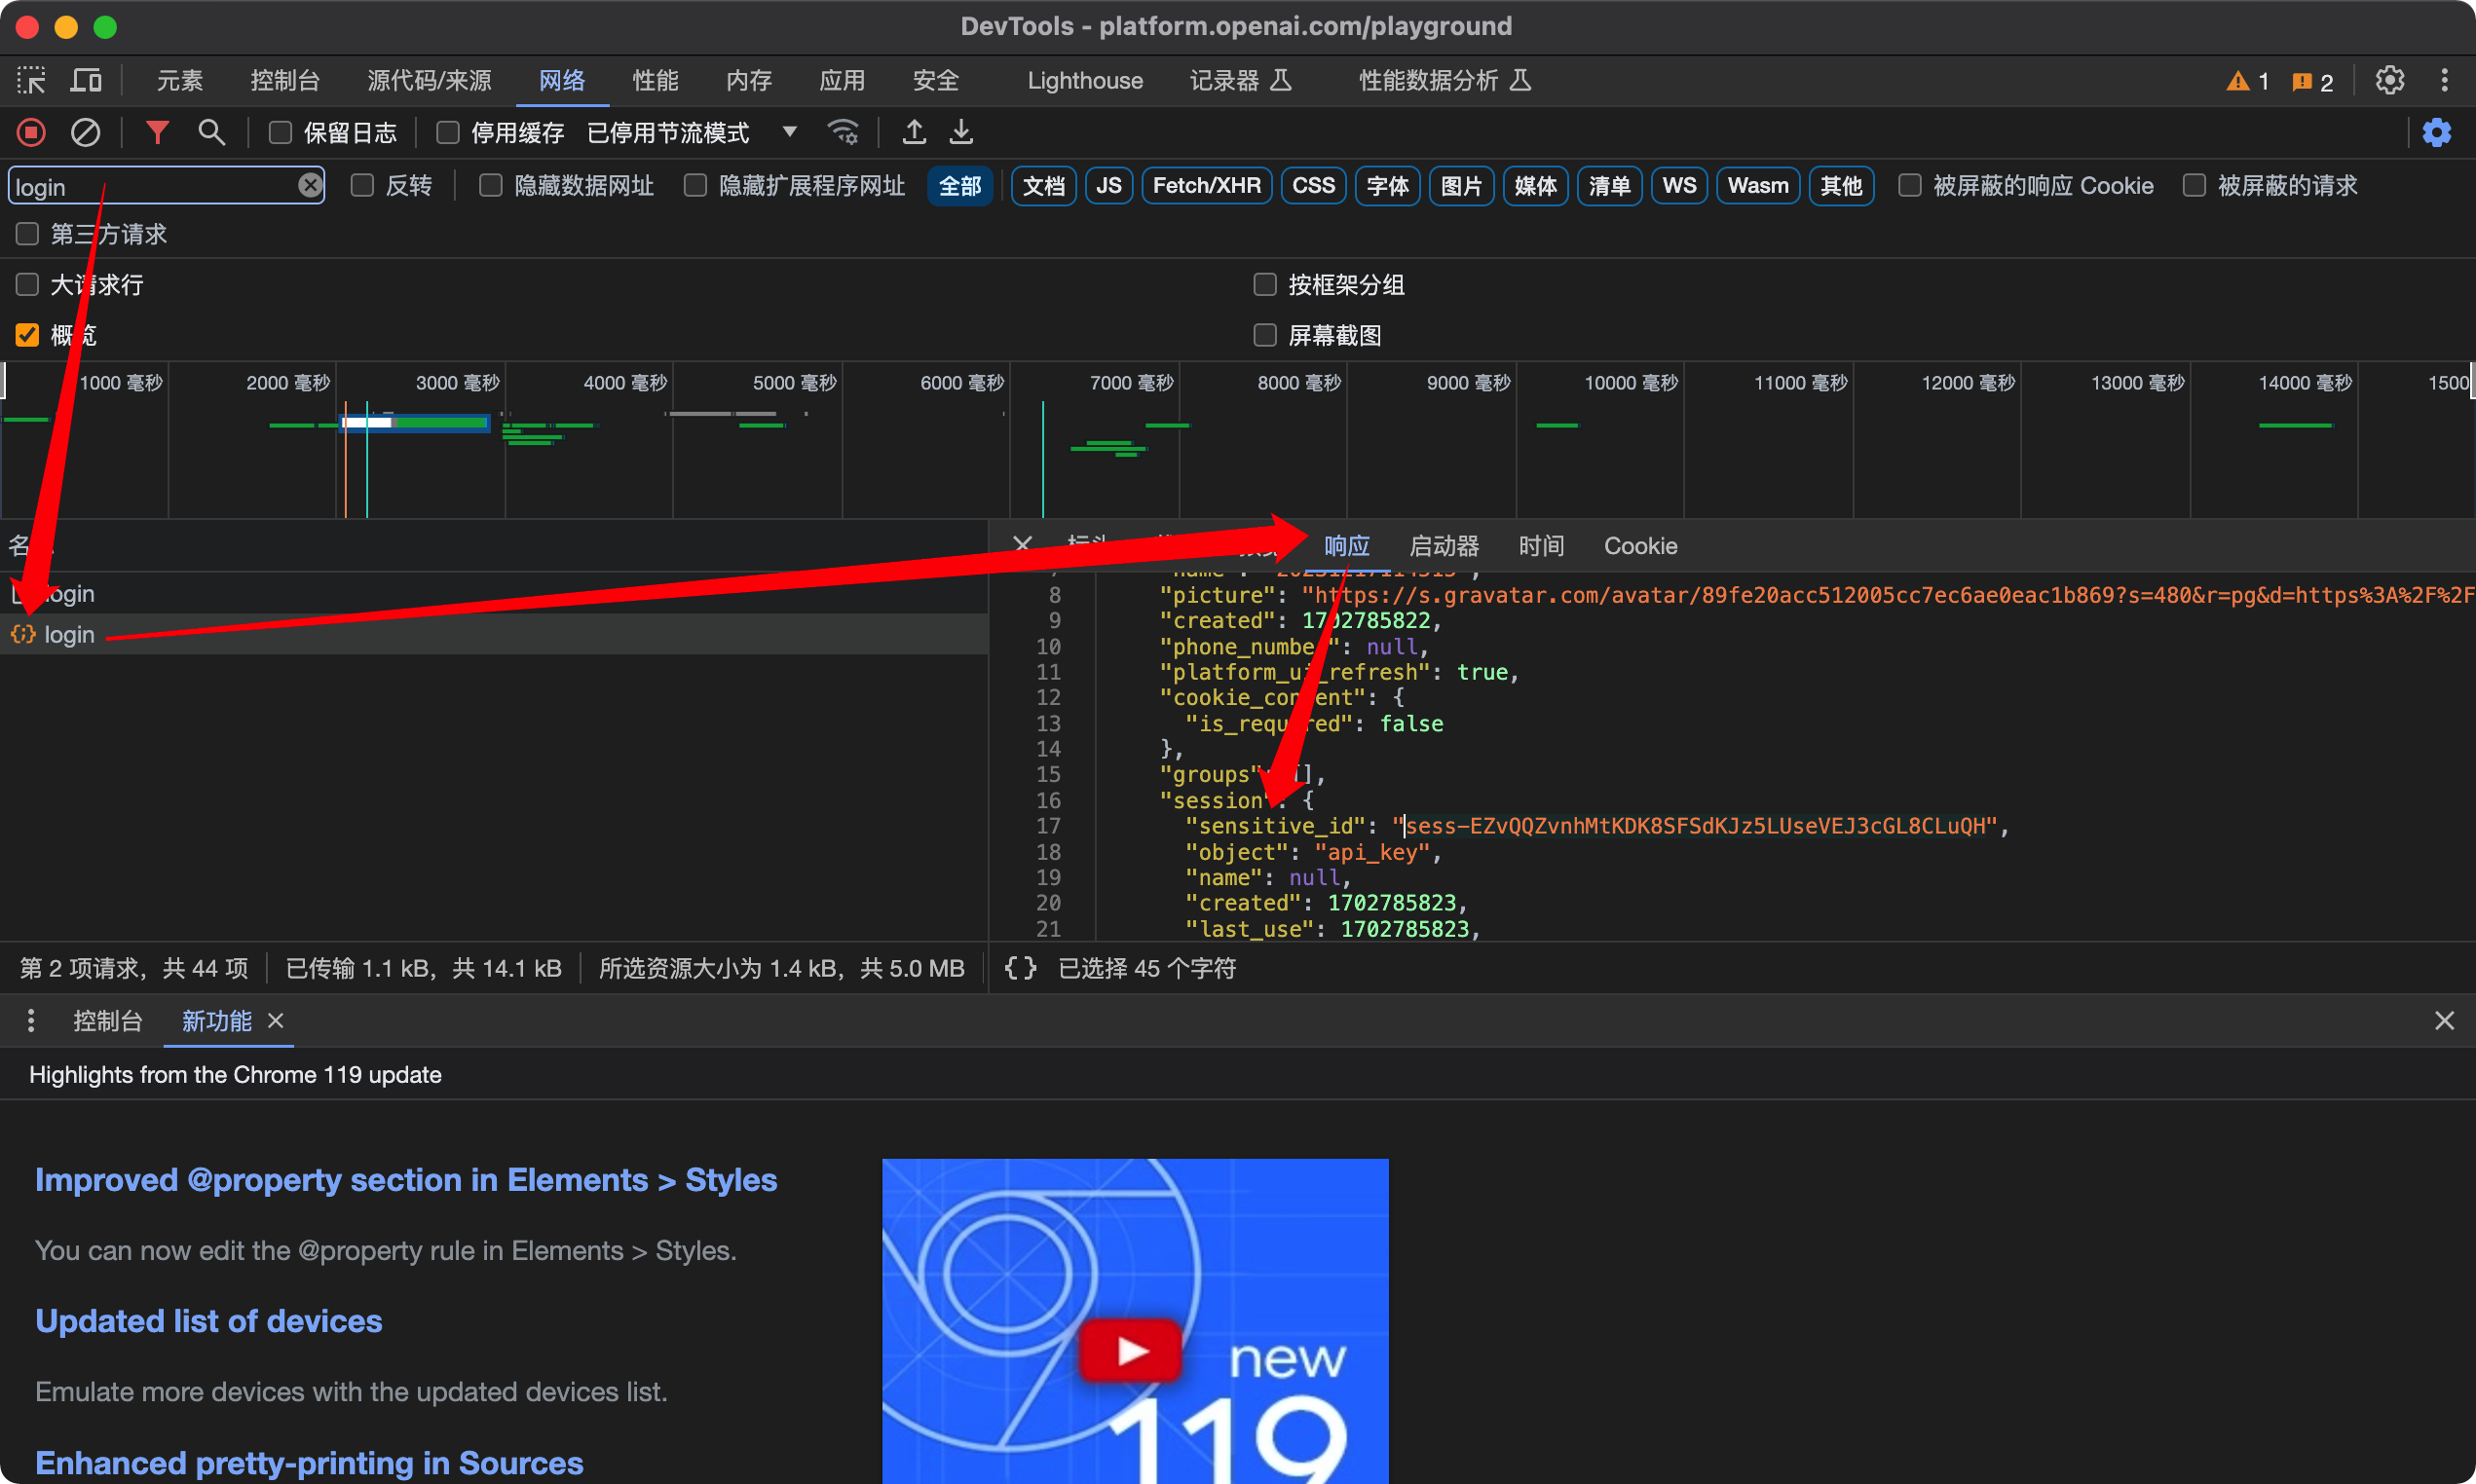 DevTools - platform.openai.com/playground
元素 控制台 源代码/来源 网络 性能 内存 应用 安全 Lighthouse 记录器 性能数据分析 1 2
保留日志 停用缓存 已停用节流模式
login 反转 隐藏数据网址 隐藏扩展程序网址 全部 文档 JS Fetch/XHR CSS 字体 图片 媒体 清单 WS Wasm 其他 被屏蔽的响应 Cookie 被屏蔽的请求
第三方请求
大请求行 按框架分组
概览 屏幕截图
1000 毫秒 2000 毫秒 3000 毫秒 4000 毫秒 5000 毫秒 6000 毫秒 7000 毫秒 8000 毫秒 9000 毫秒 10000 毫秒 11000 毫秒 12000 毫秒 13000 毫秒 14000 毫秒 1500
响应 启动器 时间 Cookie
login
login
8 "picture": "https://s.gravatar.com/avatar/89fe20acc512005cc7ec6ae0eac1b869?s=480&r=pg&d=https%3A%2F%2F
9 "created": 1702785822,
10 "phone_number": null,
11 "platform_ui_refresh": true,
12 "cookie_consent": {
13 "is_required": false
14 },
15 "groups": [],
16 "session": {
17 "sensitive_id": "sess-EZvQQZvnhMtKDK8SFSdKJz5LUseVEJ3cGL8CLuQH",
18 "object": "api_key",
19 "name": null,
20 "created": 1702785823,
21 "last_use": 1702785823,
第 2 项请求，共 44 项 已传输 1.1 kB，共 14.1 kB 所选资源大小为 1.4 kB，共 5.0 MB {} 已选择 45 个字符
控制台 新功能
Highlights from the Chrome 119 update
Improved @property section in Elements > Styles
You can now edit the @property rule in Elements > Styles.
Updated list of devices
Emulate more devices with the updated devices list.
Enhanced pretty-printing in Sources
new
119